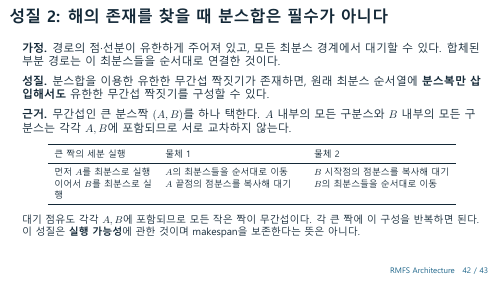 성질 2: 해의 존재를 찾을 때 분스합은 필수가 아니다
가정. 경로의 점·선분이 유한하게 주어져 있고, 모든 최분스 경계에서 대기할 수 있다. 합체된
부분 경로는 이 최분스들을 순서대로 연결한 것이다.
성질. 분스합을 이용한 유한한 무간섭 짝짓기가 존재하면, 원래 최분스 순서열에 분스복만 삽
입해서도 유한한 무간섭 짝짓기를 구성할 수 있다.
근거. 무간섭인 큰 분스짝 (A, B)를 하나 택한다. A 내부의 모든 구분스와 B 내부의 모든 구
분스는 각각 A, B에 포함되므로 서로 교차하지 않는다.
큰 짝의 세분 실행 물체 1 물체 2
먼저 A를 최분스로 실행 A의 최분스들을 순서대로 이동 B 시작점의 점분스를 복사해 대기
이어서 B를 최분스로 실 A 끝점의 점분스를 복사해 대기 B의 최분스들을 순서대로 이동
행
대기 점유도 각각 A, B에 포함되므로 모든 작은 짝이 무간섭이다. 각 큰 짝에 이 구성을 반복하면 된다.
이 성질은 실행 가능성에 관한 것이며 makespan을 보존한다는 뜻은 아니다.
RMFS Architecture 42 / 43